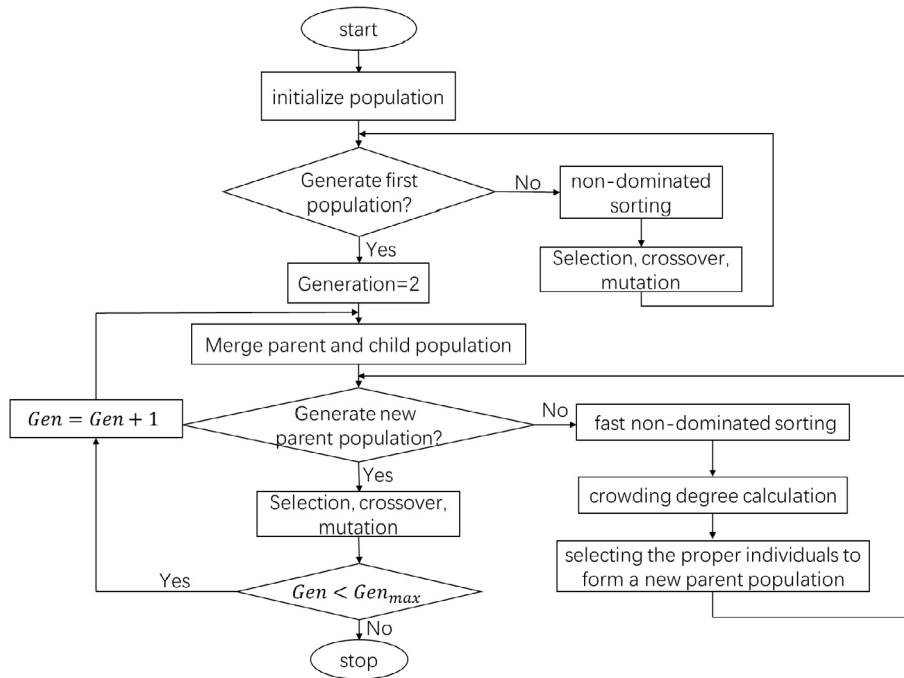 start
initialize population
Generate first
population?
No
non-dominated
sorting
Selection, crossover,
mutation
Yes
Generation=2
Merge parent and child population
Gen = Gen + 1
Generate new
parent population?
No
fast non-dominated sorting
Yes
crowding degree calculation
Selection, crossover,
mutation
selecting the proper individuals to
form a new parent population
Yes
Gen < Gen_max
No
stop